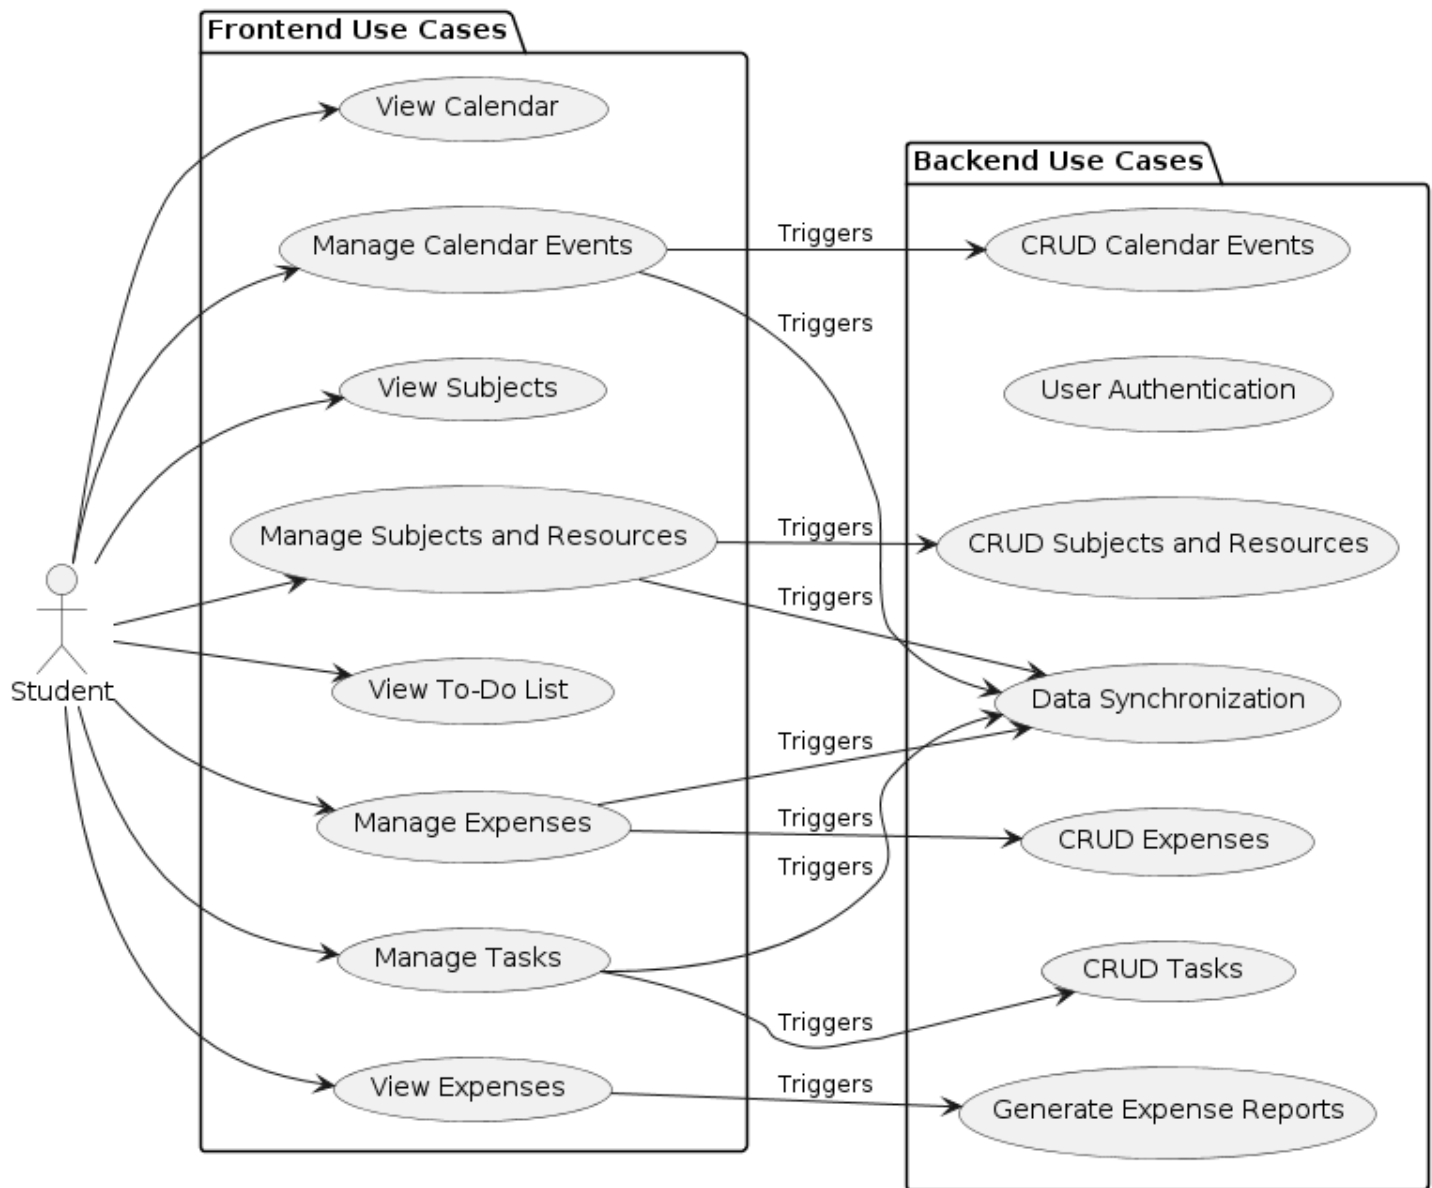 Frontend Use Cases
View Calendar
Manage Calendar Events
View Subjects
Manage Subjects and Resources
View To-Do List
Manage Expenses
Manage Tasks
View Expenses
Student
Triggers
Triggers
Triggers
Triggers
Triggers
Triggers
Triggers
Triggers
Triggers
Backend Use Cases
CRUD Calendar Events
User Authentication
CRUD Subjects and Resources
Data Synchronization
CRUD Expenses
CRUD Tasks
Generate Expense Reports